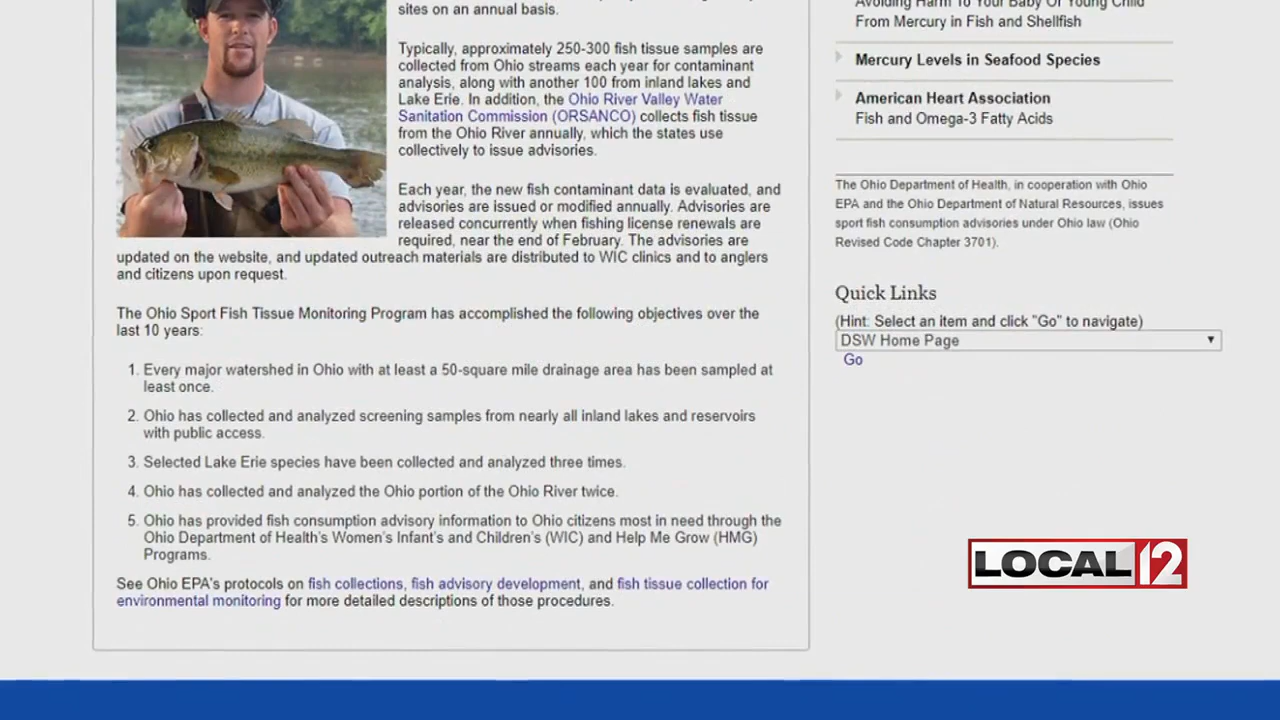 sites on an annual basis.
Typically, approximately 250-300 fish tissue samples are
collected from Ohio streams each year for contaminant
analysis, along with another 100 from inland lakes and
Lake Erie. In addition, the Ohio River Valley Water
Sanitation Commission (ORSANCO) collects fish tissue
from the Ohio River annually, which the states use
collectively to issue advisories.
Each year, the new fish contaminant data is evaluated, and
advisories are issued or modified annually. Advisories are
released concurrently when fishing license renewals are
required, near the end of February. The advisories are
updated on the website, and updated outreach materials are distributed to WIC clinics and to anglers
and citizens upon request.
The Ohio Sport Fish Tissue Monitoring Program has accomplished the following objectives over the
last 10 years:
1. Every major watershed in Ohio with at least a 50-square mile drainage area has been sampled at
least once.
2. Ohio has collected and analyzed screening samples from nearly all inland lakes and reservoirs
with public access.
3. Selected Lake Erie species have been collected and analyzed three times.
4. Ohio has collected and analyzed the Ohio portion of the Ohio River twice.
5. Ohio has provided fish consumption advisory information to Ohio citizens most in need through the
Ohio Department of Health's Women's Infant's and Children's (WIC) and Help Me Grow (HMG)
Programs.
See Ohio EPA's protocols on fish collections, fish advisory development, and fish tissue collection for
environmental monitoring for more detailed descriptions of those procedures.
Avoiding Harm To Your Baby Or Young Child
From Mercury in Fish and Shellfish
Mercury Levels in Seafood Species
American Heart Association
Fish and Omega-3 Fatty Acids
The Ohio Department of Health, in cooperation with Ohio
EPA and the Ohio Department of Natural Resources, issues
sport fish consumption advisories under Ohio law (Ohio
Revised Code Chapter 3701).
Quick Links
(Hint: Select an item and click "Go" to navigate)
DSW Home Page
Go
LOCAL 12